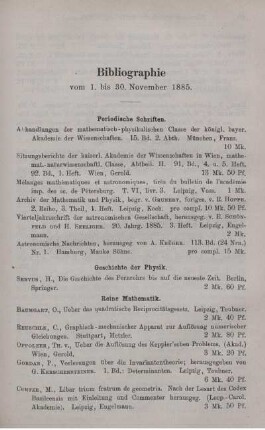 Bibliographie
vom 1. bis 30. November 1885.
Periodische Schriften.
Abhandlungen der mathematisch-physikalischen Classe der königl. bayer.
Akademie der Wissenschaften. 15. Bd. 2. Abth. München, Franz.
10 Mk.
Sitzungsberichte der kaiserl. Akademie der Wissenschaften in Wien, mathe-
mat.-naturwissenschaftl. Classe, Abtheil. II. 91. Bd., 4. u. 5. Heft,
92. Bd., 1. Heft. Wien, Gerold. 13 Mk. 50 Pf.
Mélanges mathématiques et astronomiques, tirés du bulletin de l'académie
imp. des sc. de Pétersbourg. T. VI, livr. 3. Leipzig, Voss. 1 Mk.
Archiv der Mathematik und Physik, begr. v. Grunert, fortges. v. R. Hoppe.
2. Reihe, 3. Theil, 4 Hefte. Leipzig, Koch. pro compl. 10 Mk. 50 Pf.
Vierteljahrsschrift der astronomischen Gesellschaft, herausgeg. v. E. Schön-
feld und H. Seeliger. 20. Jahrg. 1885, 3. Heft. Leipzig, Engel-
mann. 2 Mk.
Astronomische Nachrichten, herausgeg. von A. Krüger. 113. Bd. (24 Nrn.)
Nr. 1. Hamburg, Mauke Söhne. pro compl. 15 Mk.
Geschichte der Physik.
Servus, H., Die Geschichte des Fernrohrs bis auf die neueste Zeit. Berlin,
Springer. 2 Mk. 60 Pf.
Reine Mathematik.
Baumgart, O., Ueber das quadratische Reciprocitätsgesetz. Leipzig, Teubner.
2 Mk. 40 Pf.
Reuschle, C., Graphisch-mechanischer Apparat zur Auflösung numerischer
Gleichungen. Stuttgart, Metzler. 2 Mk. 80 Pf.
Oppolzer, Th. v., Ueber die Auflösung des Keppler'schen Problems. (Akad.)
Wien, Gerold. 3 Mk. 20 Pf.
Gordan, P., Vorlesungen über die Invariantentheorie; herausgegeben von
G. Kerschensteiner. 1. Bd.: Determinanten. Leipzig, Teubner.
6 Mk. 40 Pf.
Curtze, M., Liber trium fratrum de geometria. Nach der Lesart des Codex
Basileensis mit Einleitung und Commentar herausgeg. (Leop.-Carol.
Akademie). Leipzig, Engelmann. 3 Mk. 50 Pf.